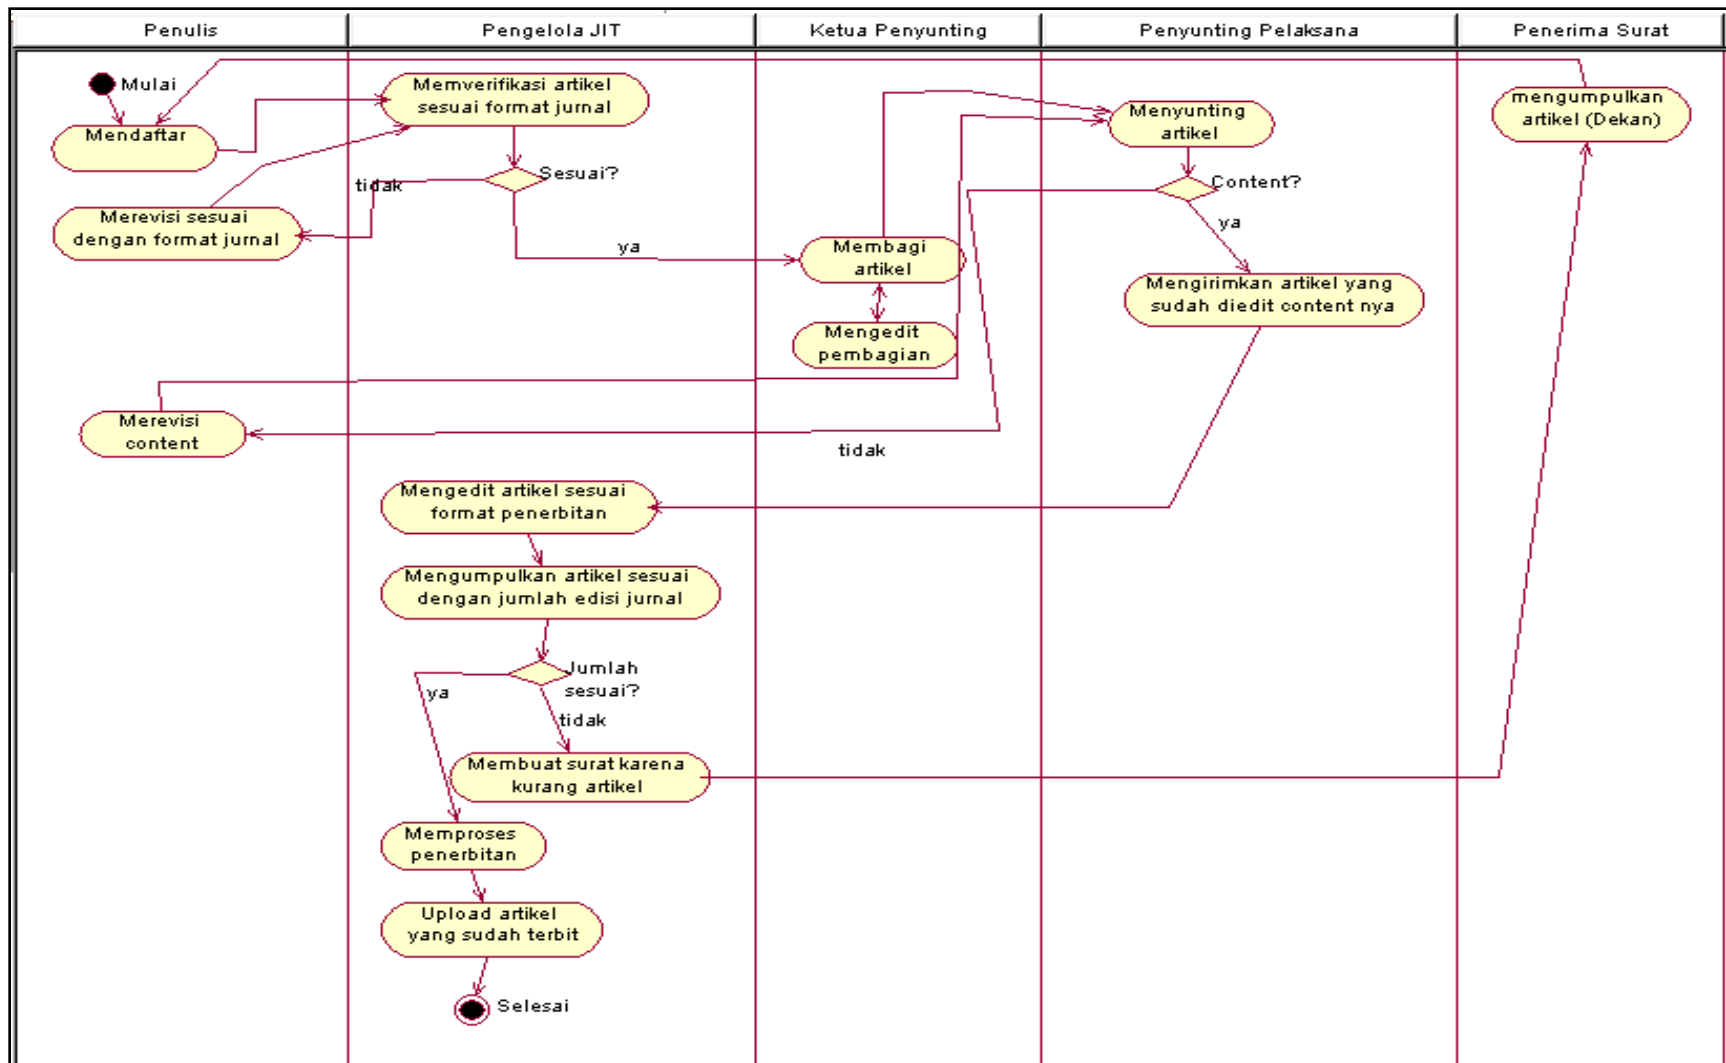 Penulis
Pengelola JIT
Ketua Penyunting
Penyunting Pelaksana
Penerima Surat
Mulai
Mendaftar
Memverifikasi artikel
sesuai format jurnal
Menyunting
artikel
mengumpulkan
artikel (Dekan)
Sesuai?
tidak
Content?
Merevisi sesuai
dengan format jurnal
ya
ya
Membagi
artikel
Mengirimkan artikel yang
sudah diedit content nya
Mengedit
pembagian
Merevisi
content
tidak
Mengedit artikel sesuai
format penerbitan
Mengumpulkan artikel sesuai
dengan jumlah edisi jurnal
Jumlah
sesuai?
ya
tidak
Membuat surat karena
kurang artikel
Memproses
penerbitan
Upload artikel
yang sudah terbit
Selesai